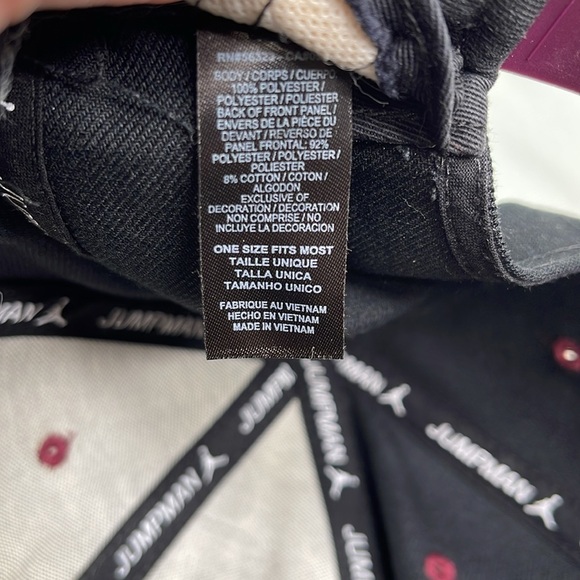 BODY / CORPS / CUERPO:
100% POLYESTER /
POLYESTER / POLIESTER
BACK OF FRONT PANEL /
ENVERS DE LA PIÈCE DU
DEVANT / REVERSO DE
PANEL FRONTAL: 92%
POLYESTER / POLYESTER /
POLIESTER
8% COTTON / COTON /
ALGODON
EXCLUSIVE OF
DECORATION / DECORATION
NON COMPRISE / NO
INCLUYE LA DECORACION
ONE SIZE FITS MOST
TAILLE UNIQUE
TALLA UNICA
TAMANHO UNICO
FABRIQUE AU VIETNAM
HECHO EN VIETNAM
MADE IN VIETNAM
JUMPMAN
JUMPMAN
JUMPMAN
JUMPMAN
JUMPMAN